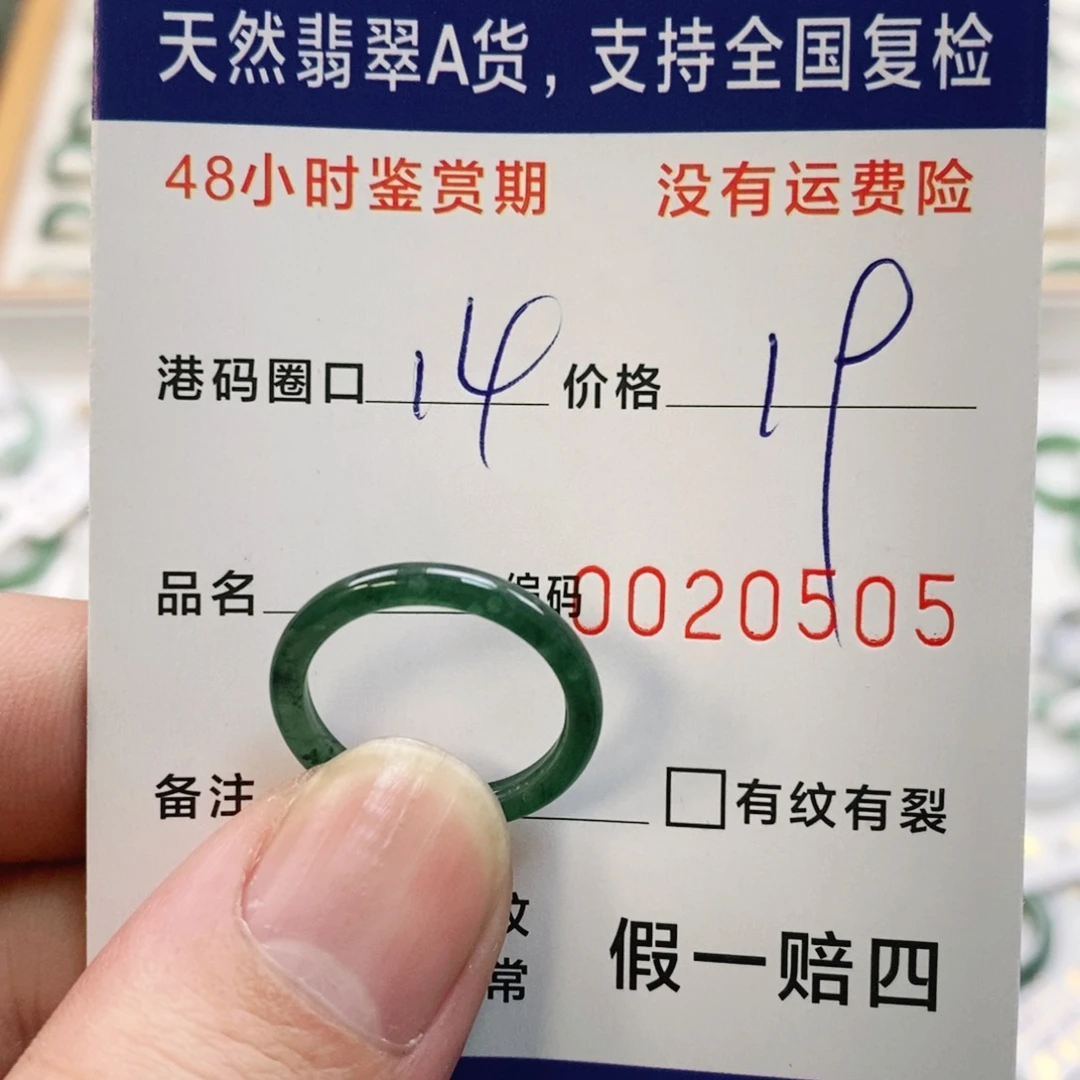 天然翡翠A货，支持全国复检
48小时鉴赏期 没有运费险
港码圈口 14 价格 19
品名 编码 0020505
备注 □有纹有裂
纹
常 假一赔四